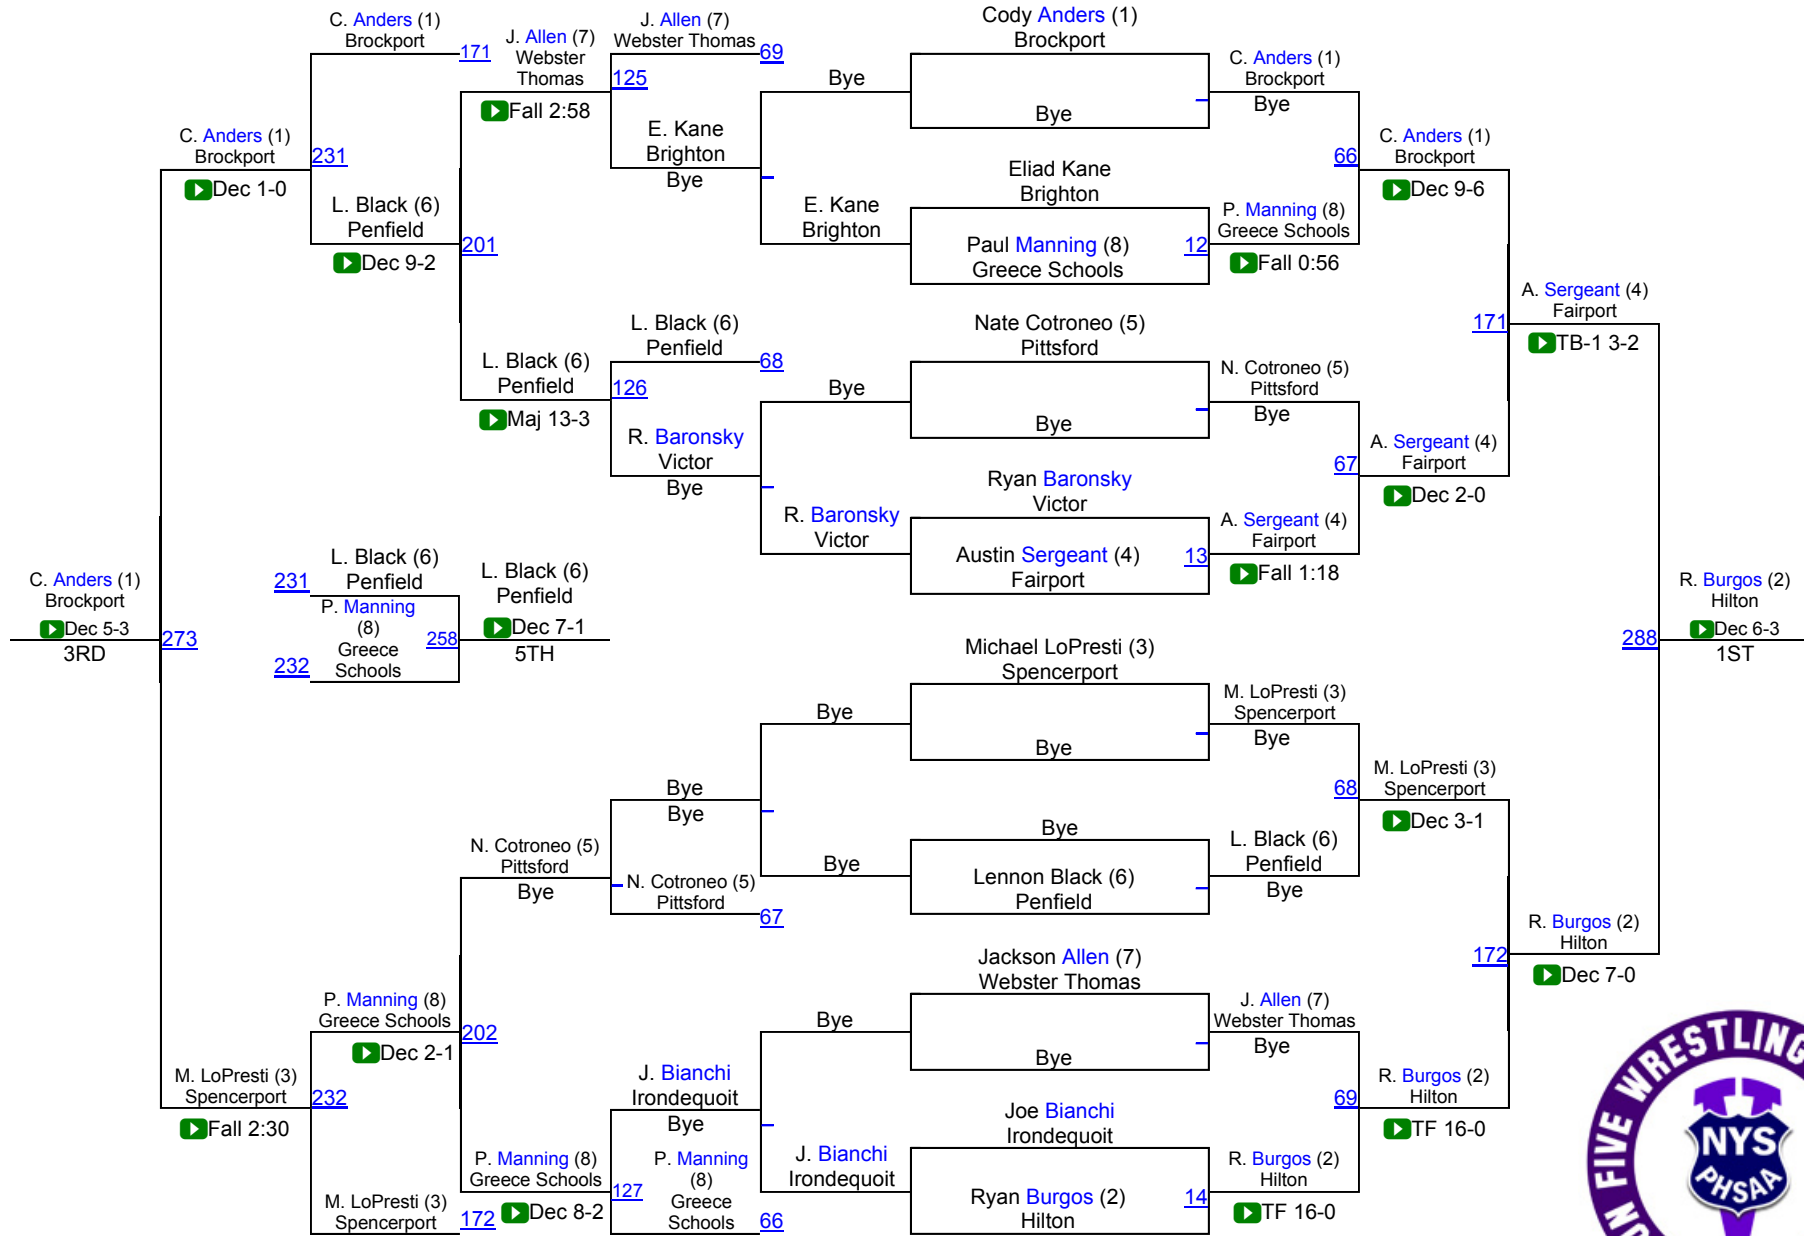 C. Anders (1)
Brockport
171
231
C. Anders (1)
Brockport
Dec 1-0
L. Black (6)
Penfield
Dec 9-2
J. Allen (7)
Webster
Thomas
Fall 2:58
201
J. Allen (7)
Webster Thomas
69
125
E. Kane
Brighton
Bye
Bye
E. Kane
Brighton
Cody Anders (1)
Brockport
Bye
Eliad Kane
Brighton
Paul Manning (8)
Greece Schools
12
C. Anders (1)
Brockport
Bye
66
P. Manning (8)
Greece Schools
Fall 0:56
C. Anders (1)
Brockport
Dec 9-6
L. Black (6)
Penfield
Maj 13-3
L. Black (6)
Penfield
68
126
R. Baronsky
Victor
Bye
Bye
R. Baronsky
Victor
Nate Cotroneo (5)
Pittsford
Bye
Ryan Baronsky
Victor
Austin Sergeant (4)
Fairport
13
N. Cotroneo (5)
Pittsford
Bye
67
A. Sergeant (4)
Fairport
Fall 1:18
A. Sergeant (4)
Fairport
Dec 2-0
171
A. Sergeant (4)
Fairport
TB-1 3-2
C. Anders (1)
Brockport
Dec 5-3
3RD
273
231
L. Black (6)
Penfield
P. Manning
(8)
Greece
Schools
232
258
L. Black (6)
Penfield
Dec 7-1
5TH
288
R. Burgos (2)
Hilton
Dec 6-3
1ST
Michael LoPresti (3)
Spencerport
Bye
Bye
Lennon Black (6)
Penfield
Bye
Bye
Bye
Bye
M. LoPresti (3)
Spencerport
Bye
68
L. Black (6)
Penfield
Bye
M. LoPresti (3)
Spencerport
Dec 3-1
N. Cotroneo (5)
Pittsford
Bye
N. Cotroneo (5)
Pittsford
67
Jackson Allen (7)
Webster Thomas
Bye
Joe Bianchi
Irondequoit
Ryan Burgos (2)
Hilton
14
Bye
J. Bianchi
Irondequoit
J. Allen (7)
Webster Thomas
Bye
69
R. Burgos (2)
Hilton
TF 16-0
R. Burgos (2)
Hilton
TF 16-0
172
R. Burgos (2)
Hilton
Dec 7-0
P. Manning (8)
Greece Schools
Dec 2-1
202
M. LoPresti (3)
Spencerport
Fall 2:30
232
M. LoPresti (3)
Spencerport
172
P. Manning (8)
Greece Schools
Dec 8-2
127
J. Bianchi
Irondequoit
Bye
P. Manning
(8)
Greece
Schools
66
FIVE WRESTLING
NYS
PHSAA